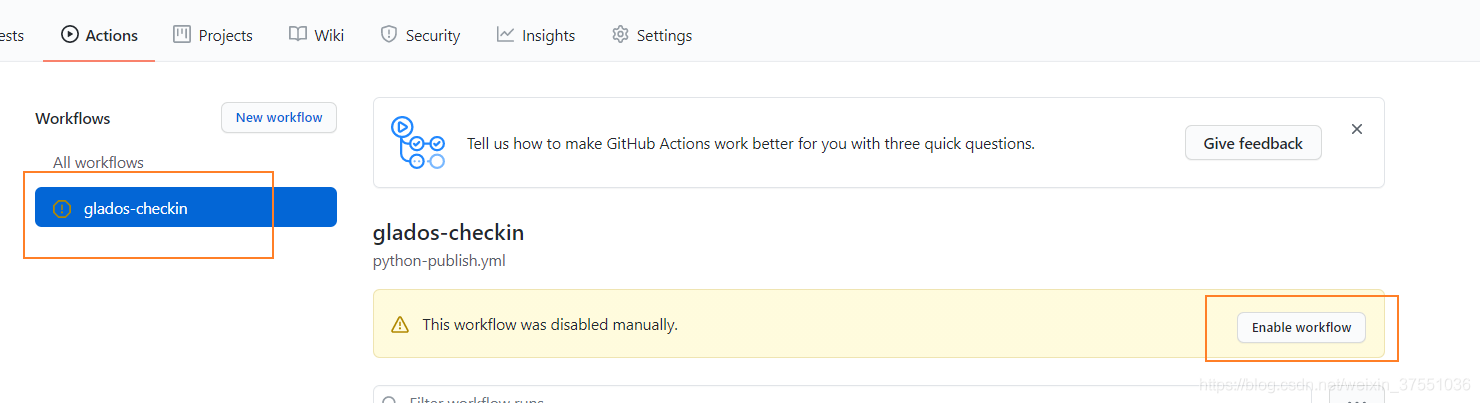 ests Actions Projects Wiki Security Insights Settings
Workflows
New workflow
All workflows
glados-checkin
Tell us how to make GitHub Actions work better for you with three quick questions.
Give feedback
glados-checkin
python-publish.yml
This workflow was disabled manually.
Enable workflow
Filter workflow runs
https://blog.csdn.net/weixin_37551036